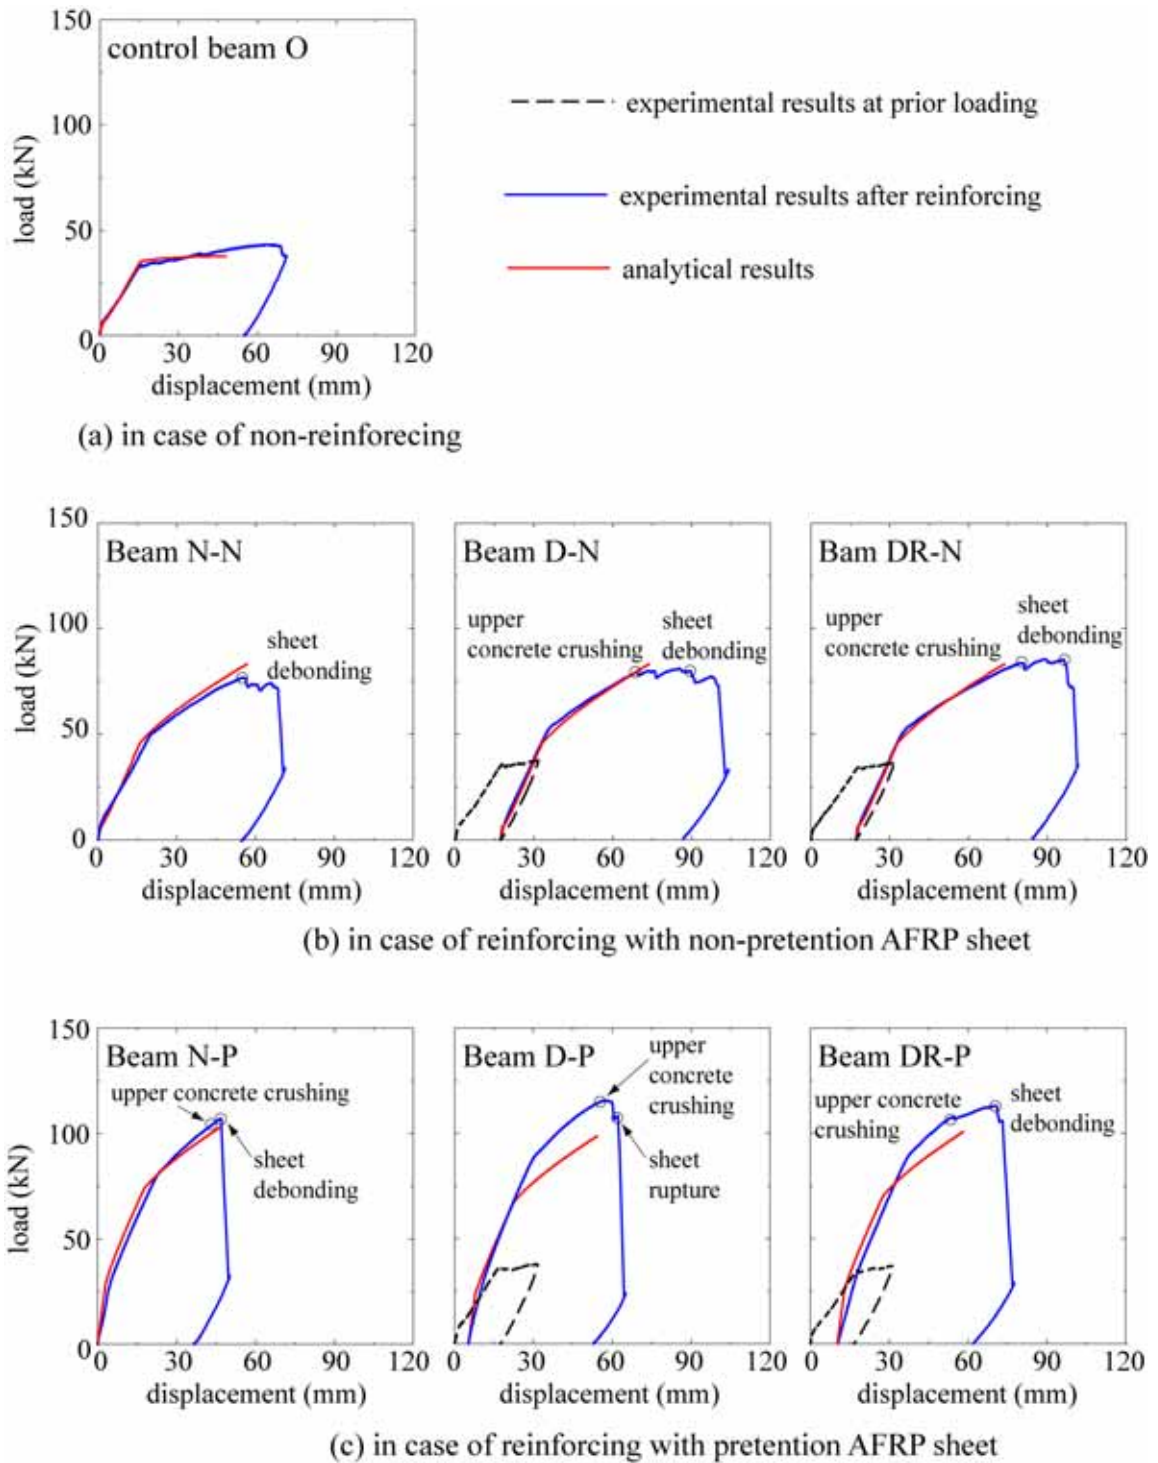 150
control beam O
100
50
0
load (kN)
0 30 60 90 120
displacement (mm)
experimental results at prior loading
experimental results after reinforcing
analytical results
(a) in case of non-reinforecing
150
100
50
0
load (kN)
Beam N-N
sheet
debonding
0 30 60 90 120
displacement (mm)
Beam D-N
upper
concrete crushing
sheet
debonding
0 30 60 90 120
displacement (mm)
Bam DR-N
upper
concrete crushing
sheet
debonding
0 30 60 90 120
displacement (mm)
(b) in case of reinforcing with non-pretention AFRP sheet
150
100
50
0
load (kN)
Beam N-P
upper concrete crushing
sheet
debonding
0 30 60 90 120
displacement (mm)
Beam D-P
upper
concrete
crushing
sheet
rupture
0 30 60 90 120
displacement (mm)
Beam DR-P
upper concrete
crushing
sheet
debonding
0 30 60 90 120
displacement (mm)
(c) in case of reinforcing with pretention AFRP sheet